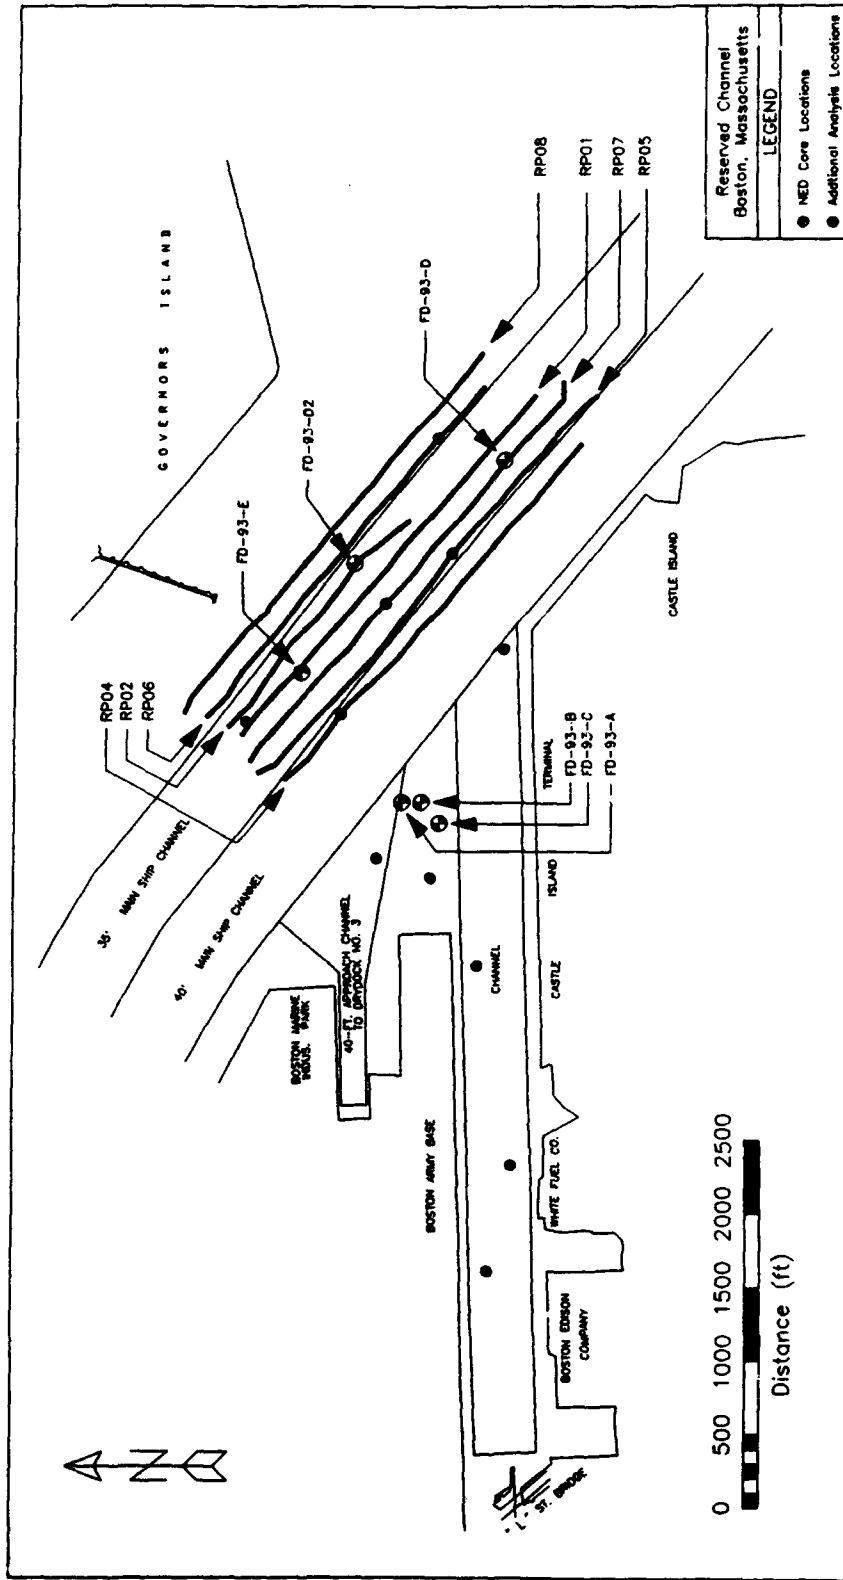 GOVERNORS ISLAND
RP04
RP02
RP06
FD-93-E
FD-93-D2
FD-93-D
RP08
RP01
RP07
RP05
35' MAIN SHIP CHANNEL
40' MAIN SHIP CHANNEL
BOSTON MARINE
INDUS. PARK
40-FT. APPROACH CHANNEL
TO DRYDOCK NO. 3
BOSTON ARMY BASE
CHANNEL
CASTLE ISLAND TERMINAL
FD-93-B
FD-93-C
FD-93-A
CASTLE ISLAND
WHITE FUEL CO.
BOSTON EDISON
COMPANY
"L" ST. BRIDGE
N
0 500 1000 1500 2000 2500
Distance (ft)
Reserved Channel
Boston, Massachusetts
LEGEND
NED Core Locations
Addtional Analysis Locations